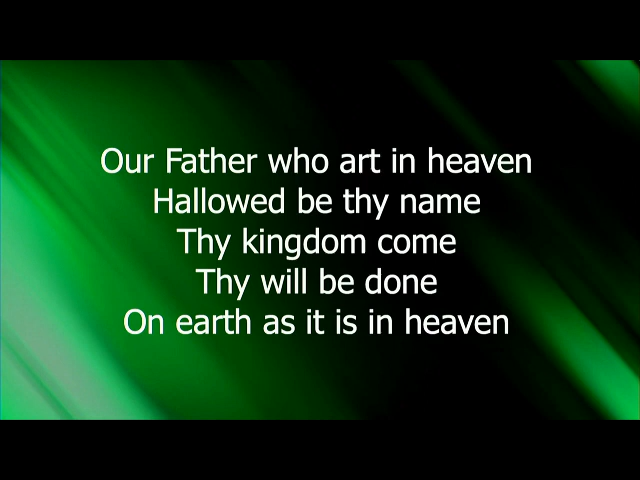 Our Father who art in heaven
Hallowed be thy name
Thy kingdom come
Thy will be done
On earth as it is in heaven